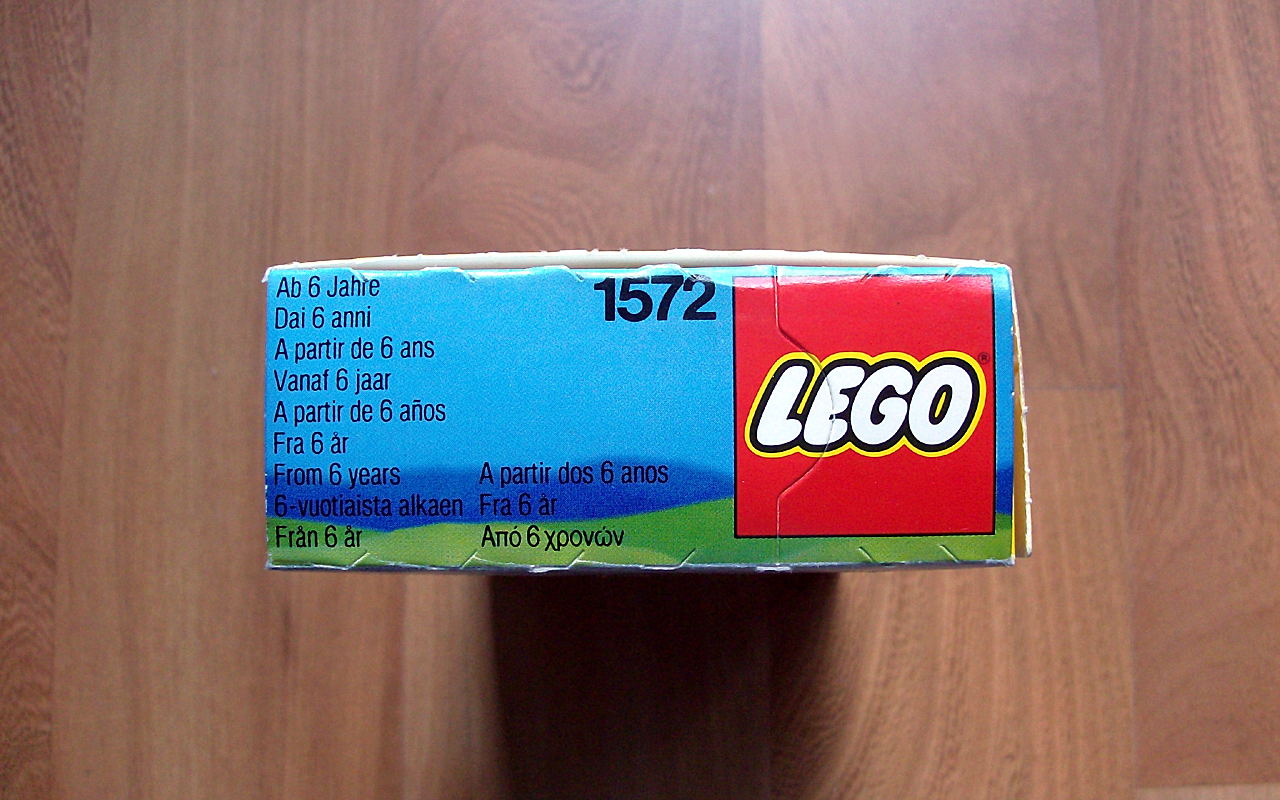 Ab 6 Jahre
Dai 6 anni
A partir de 6 ans
Vanaf 6 jaar
A partir de 6 años
Fra 6 år
From 6 years
6-vuotiaista alkaen
Från 6 år
A partir dos 6 anos
Fra 6 år
Από 6 χρονών
1572
LEGO®